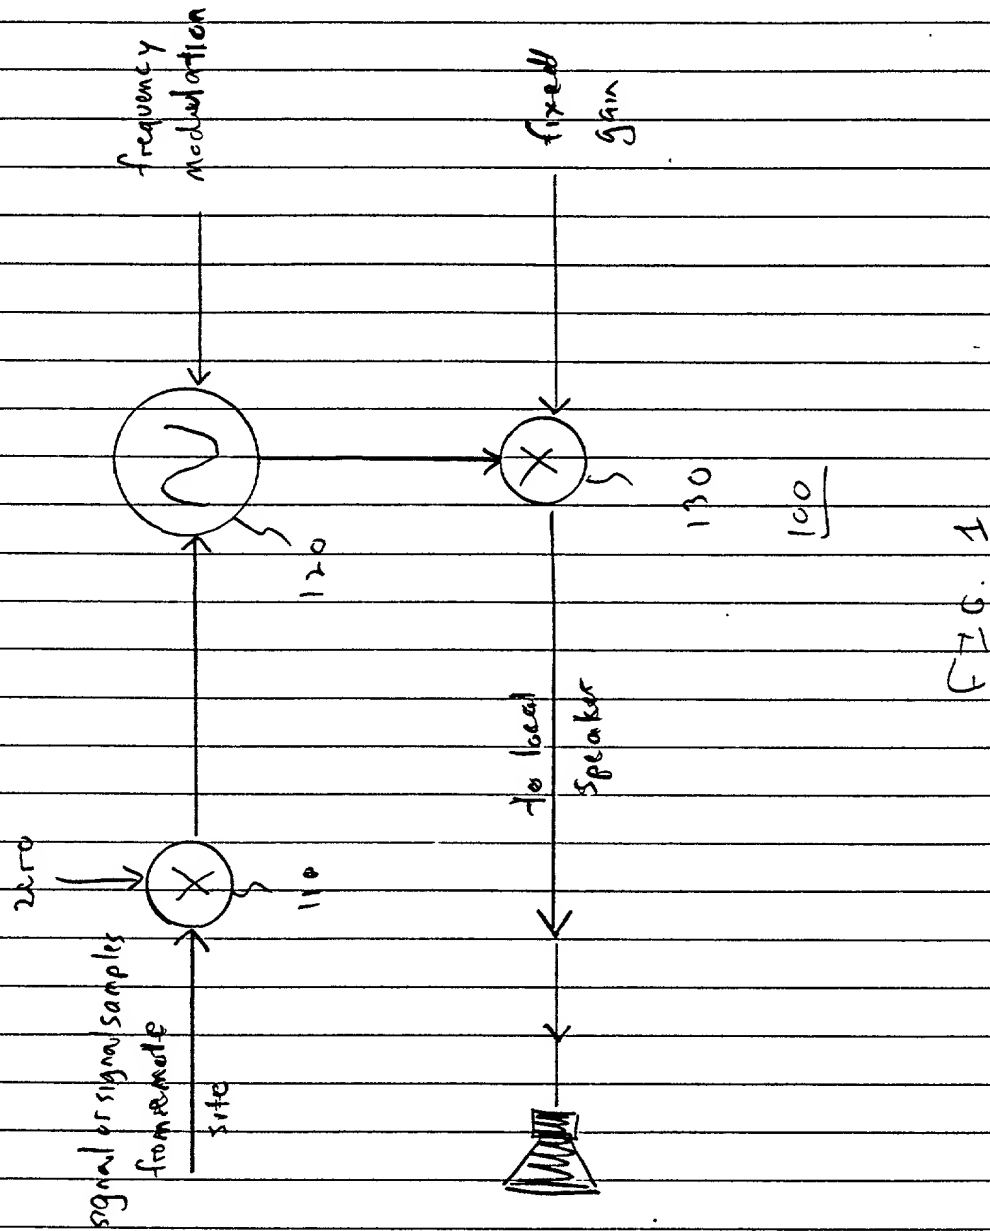 signal or signal samples
from remote
site
zero
110
120
frequency
modulation
fixed
gain
130
to local
speaker
100
FIG. 1